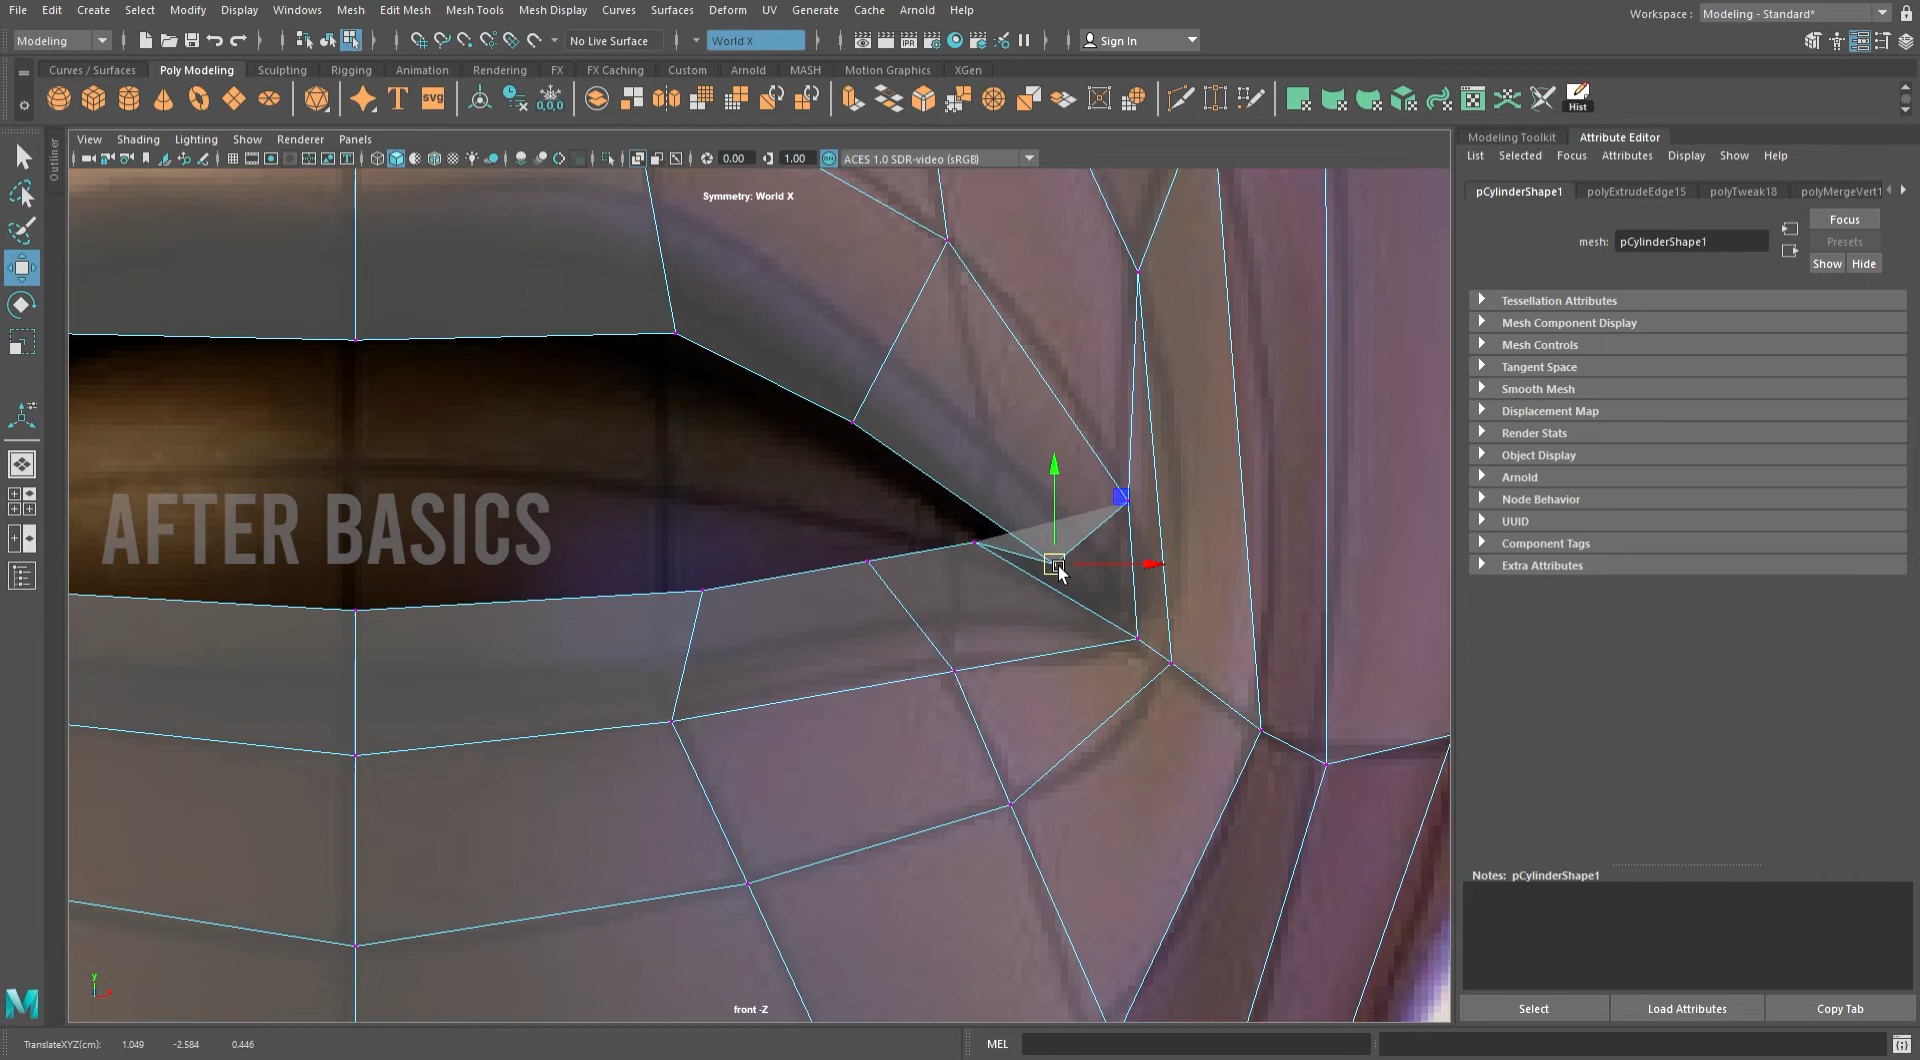 File Edit Create Select Modify Display Windows Mesh Edit Mesh Mesh Tools Mesh Display Curves Surfaces Deform UV Generate Cache Arnold Help
Workspace : Modeling - Standard*
Modeling No Live Surface World X IPR Sign In
Curves / Surfaces Poly Modeling Sculpting Rigging Animation Rendering FX FX Caching Custom Arnold MASH Motion Graphics XGen
T SVG 0,0,0 Hist
Outliner
View Shading Lighting Show Renderer Panels
0.00 1.00 ON ACES 1.0 SDR-video (sRGB)
Symmetry: World X
AFTER BASICS
y
front -Z
Modeling Toolkit Attribute Editor
List Selected Focus Attributes Display Show Help
pCylinderShape1 polyExtrudeEdge15 polyTweak18 polyMergeVert1
Focus
mesh: pCylinderShape1
Presets
Show Hide
Tessellation Attributes
Mesh Component Display
Mesh Controls
Tangent Space
Smooth Mesh
Displacement Map
Render Stats
Object Display
Arnold
Node Behavior
UUID
Component Tags
Extra Attributes
Notes: pCylinderShape1
Select Load Attributes Copy Tab
M
TranslateXYZ(cm): 1.049 -2.584 0.446
MEL